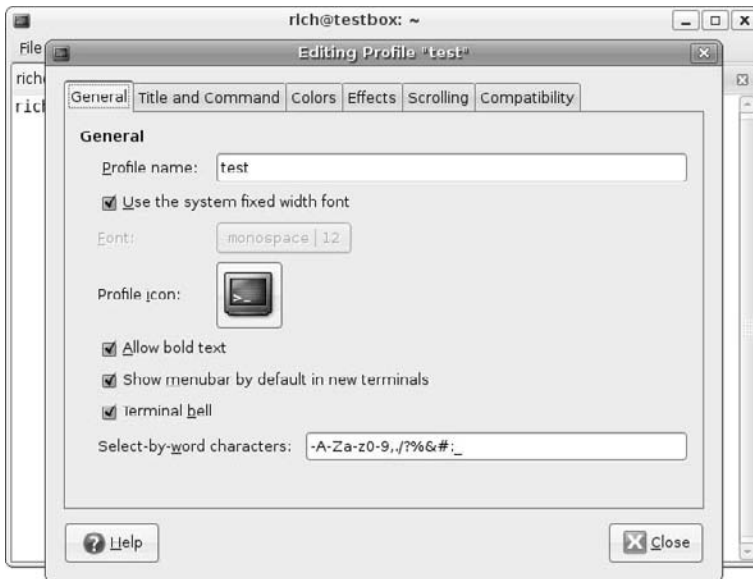 rich@testbox: ~
File
Editing Profile "test"
General Title and Command Colors Effects Scrolling Compatibility
General
Profile name: test
Use the system fixed width font
Font: monospace | 12
Profile icon:
>_
Allow bold text
Show menubar by default in new terminals
Terminal bell
Select-by-word characters: -A-Za-z0-9,./?%&#:_
Help Close